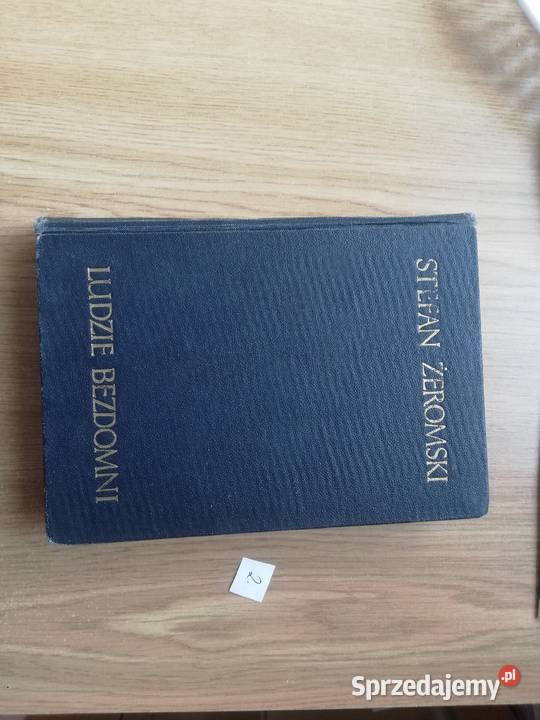 STEFAN ŻEROMSKI
LUDZIE BEZDOMNI
2.
Sprzedajemy.pl